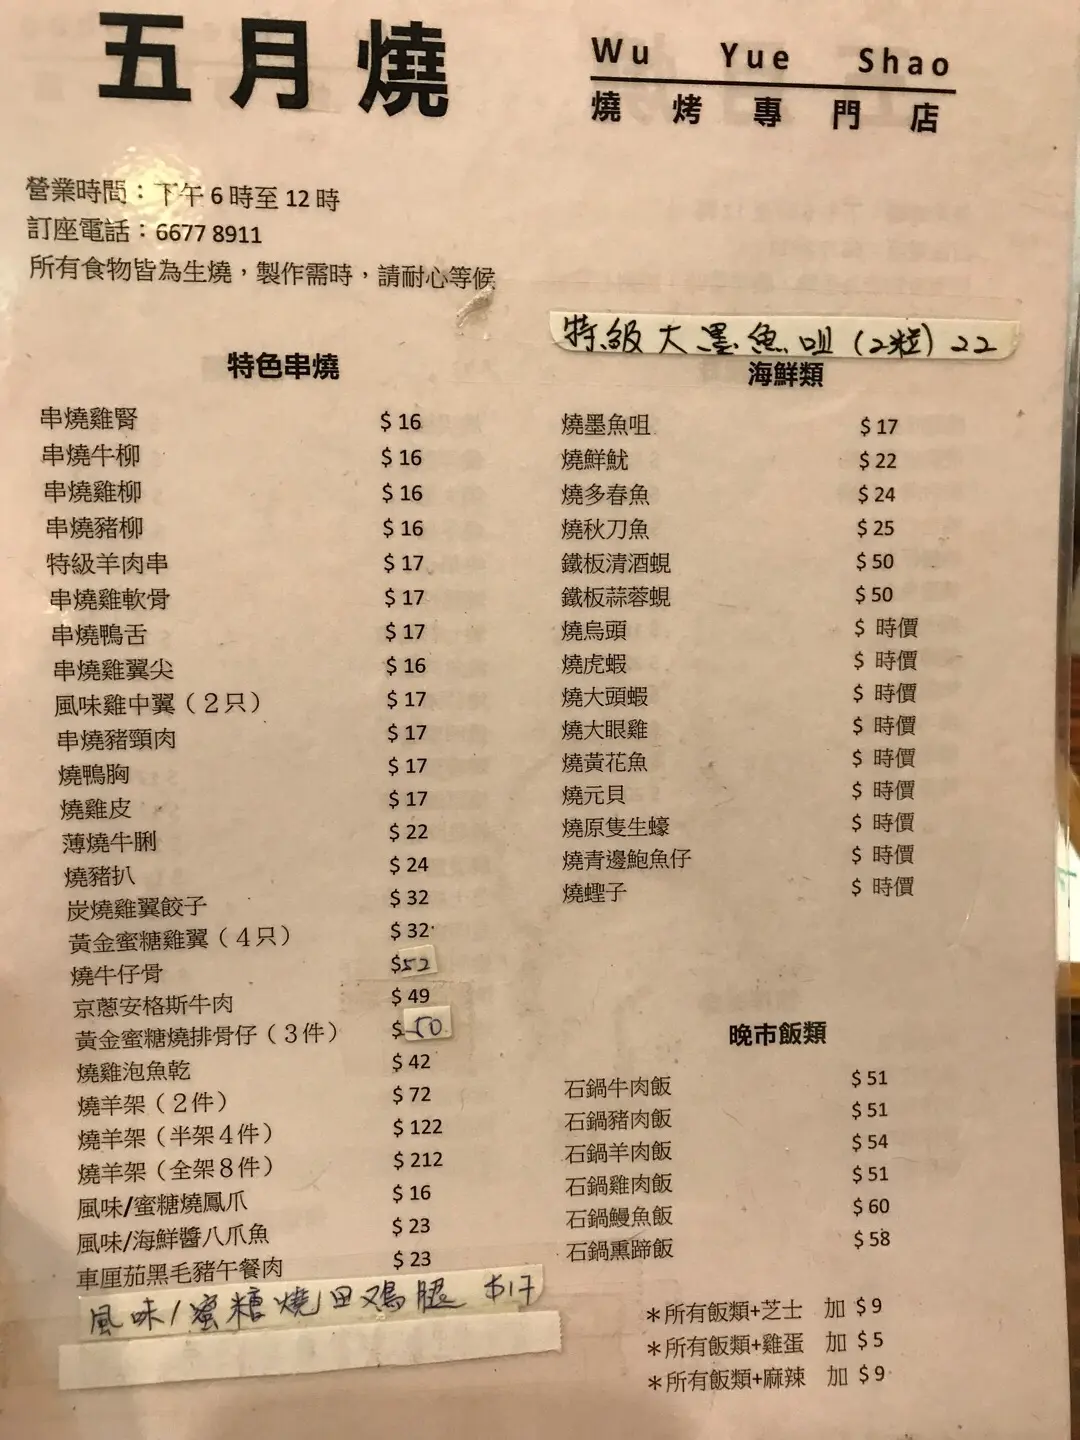 五月燒
Wu Yue Shao
燒烤專門店
營業時間：下午 6 時至 12 時
訂座電話：6677 8911
所有食物皆為生燒，製作需時，請耐心等候
特色串燒
串燒雞腎 $ 16
串燒牛柳 $ 16
串燒雞柳 $ 16
串燒豬柳 $ 16
特級羊肉串 $ 17
串燒雞軟骨 $ 17
串燒鴨舌 $ 17
串燒雞翼尖 $ 16
風味雞中翼（２只） $ 17
串燒豬頸肉 $ 17
燒鴨胸 $ 17
燒雞皮 $ 17
薄燒牛脷 $ 22
燒豬扒 $ 24
炭燒雞翼餃子 $ 32
黃金蜜糖雞翼（４只） $ 32
燒牛仔骨 $52
京蔥安格斯牛肉 $ 49
黃金蜜糖燒排骨仔（３件） $ 50
燒雞泡魚乾 $ 42
燒羊架（２件） $ 72
燒羊架（半架４件） $ 122
燒羊架（全架８件） $ 212
風味/蜜糖燒鳳爪 $ 16
風味/海鮮醬八爪魚 $ 23
車厘茄黑毛豬午餐肉 $ 23
風味/蜜糖燒田鸡腿 $17
特級大墨魚咀（2粒）22
海鮮類
燒墨魚咀 $ 17
燒鮮魷 $ 22
燒多春魚 $ 24
燒秋刀魚 $ 25
鐵板清酒蜆 $ 50
鐵板蒜蓉蜆 $ 50
燒烏頭 $ 時價
燒虎蝦 $ 時價
燒大頭蝦 $ 時價
燒大眼雞 $ 時價
燒黃花魚 $ 時價
燒元貝 $ 時價
燒原隻生蠔 $ 時價
燒青邊鮑魚仔 $ 時價
燒蟶子 $ 時價
晚市飯類
石鍋牛肉飯 $ 51
石鍋豬肉飯 $ 51
石鍋羊肉飯 $ 54
石鍋雞肉飯 $ 51
石鍋鰻魚飯 $ 60
石鍋熏蹄飯 $ 58
＊所有飯類+芝士 加 $ 9
＊所有飯類+雞蛋 加 $ 5
＊所有飯類+麻辣 加 $ 9